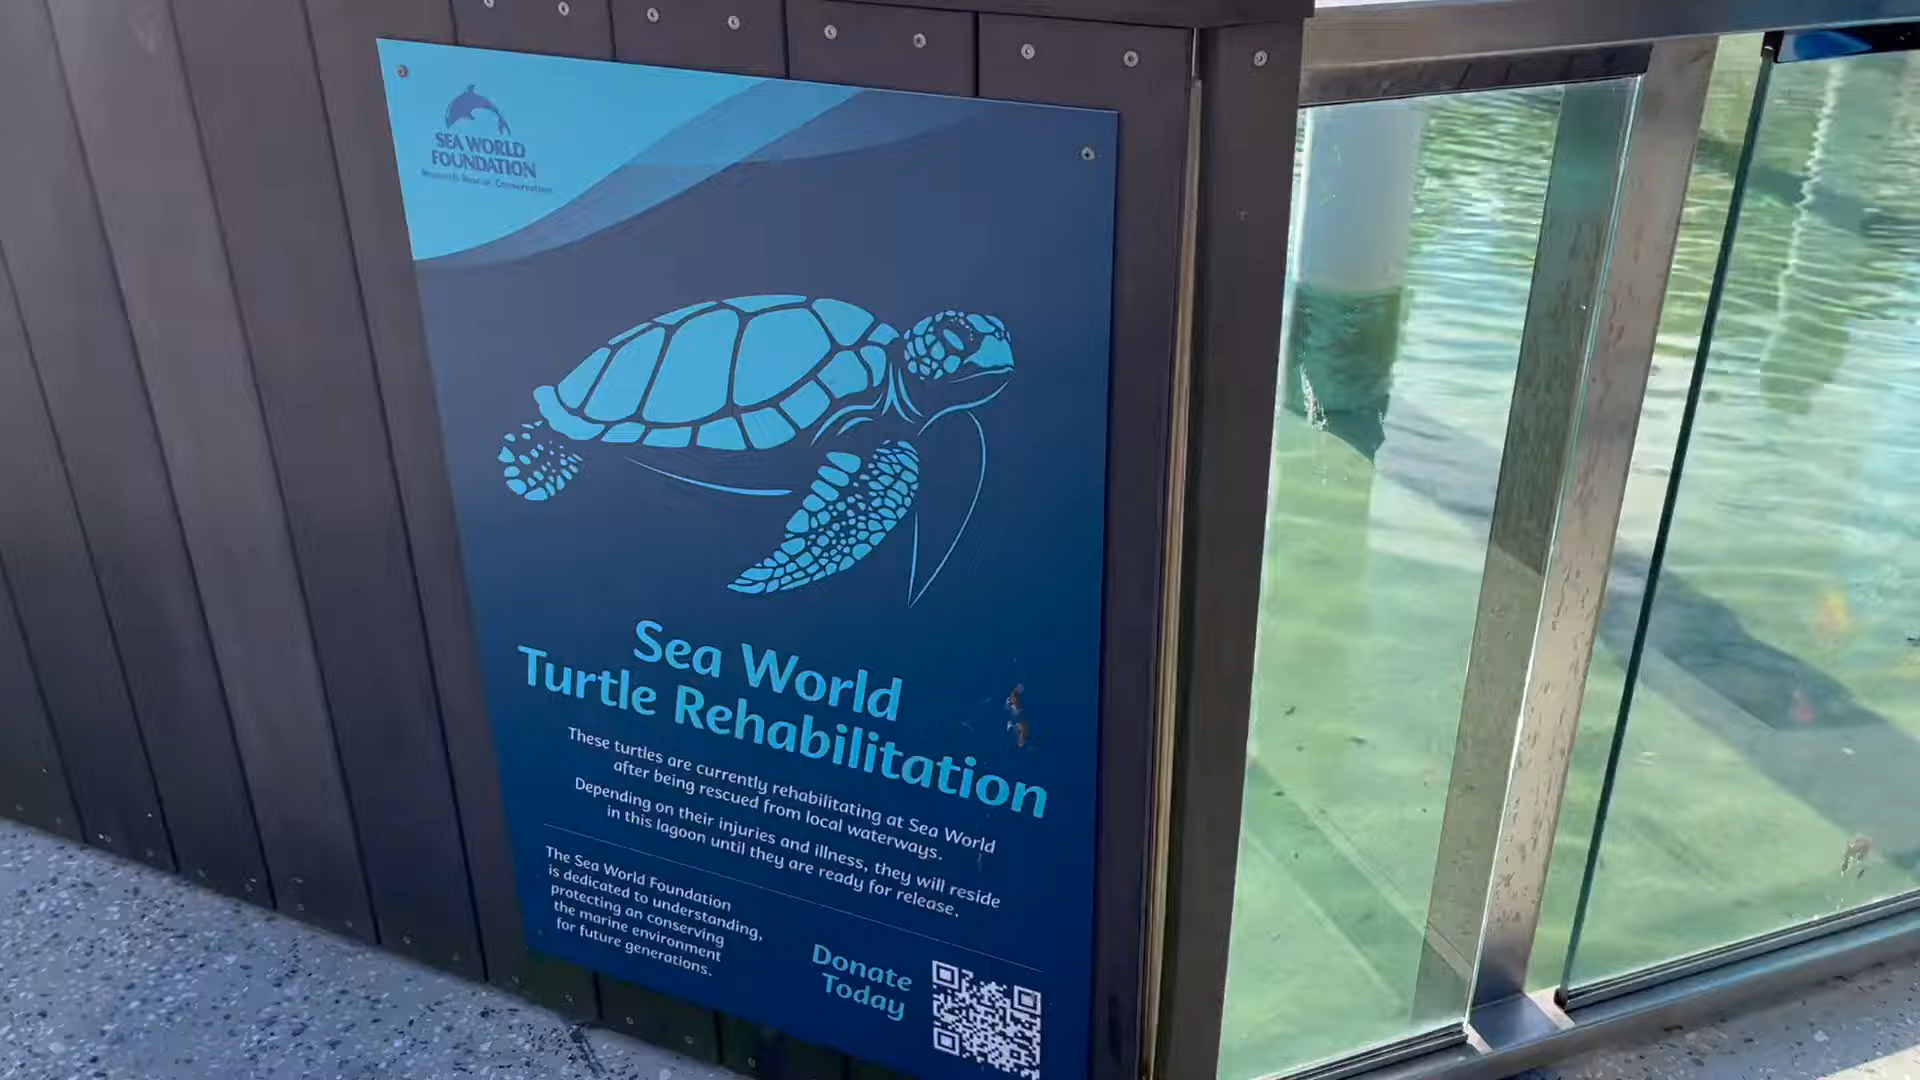 SEA WORLD
FOUNDATION
Research Rescue Conservation
Sea World
Turtle Rehabilitation
These turtles are currently rehabilitating at Sea World
after being rescued from local waterways.
Depending on their injuries and illness, they will reside
in this lagoon until they are ready for release.
The Sea World Foundation
is dedicated to understanding,
protecting an conserving
the marine environment
for future generations.
Donate
Today